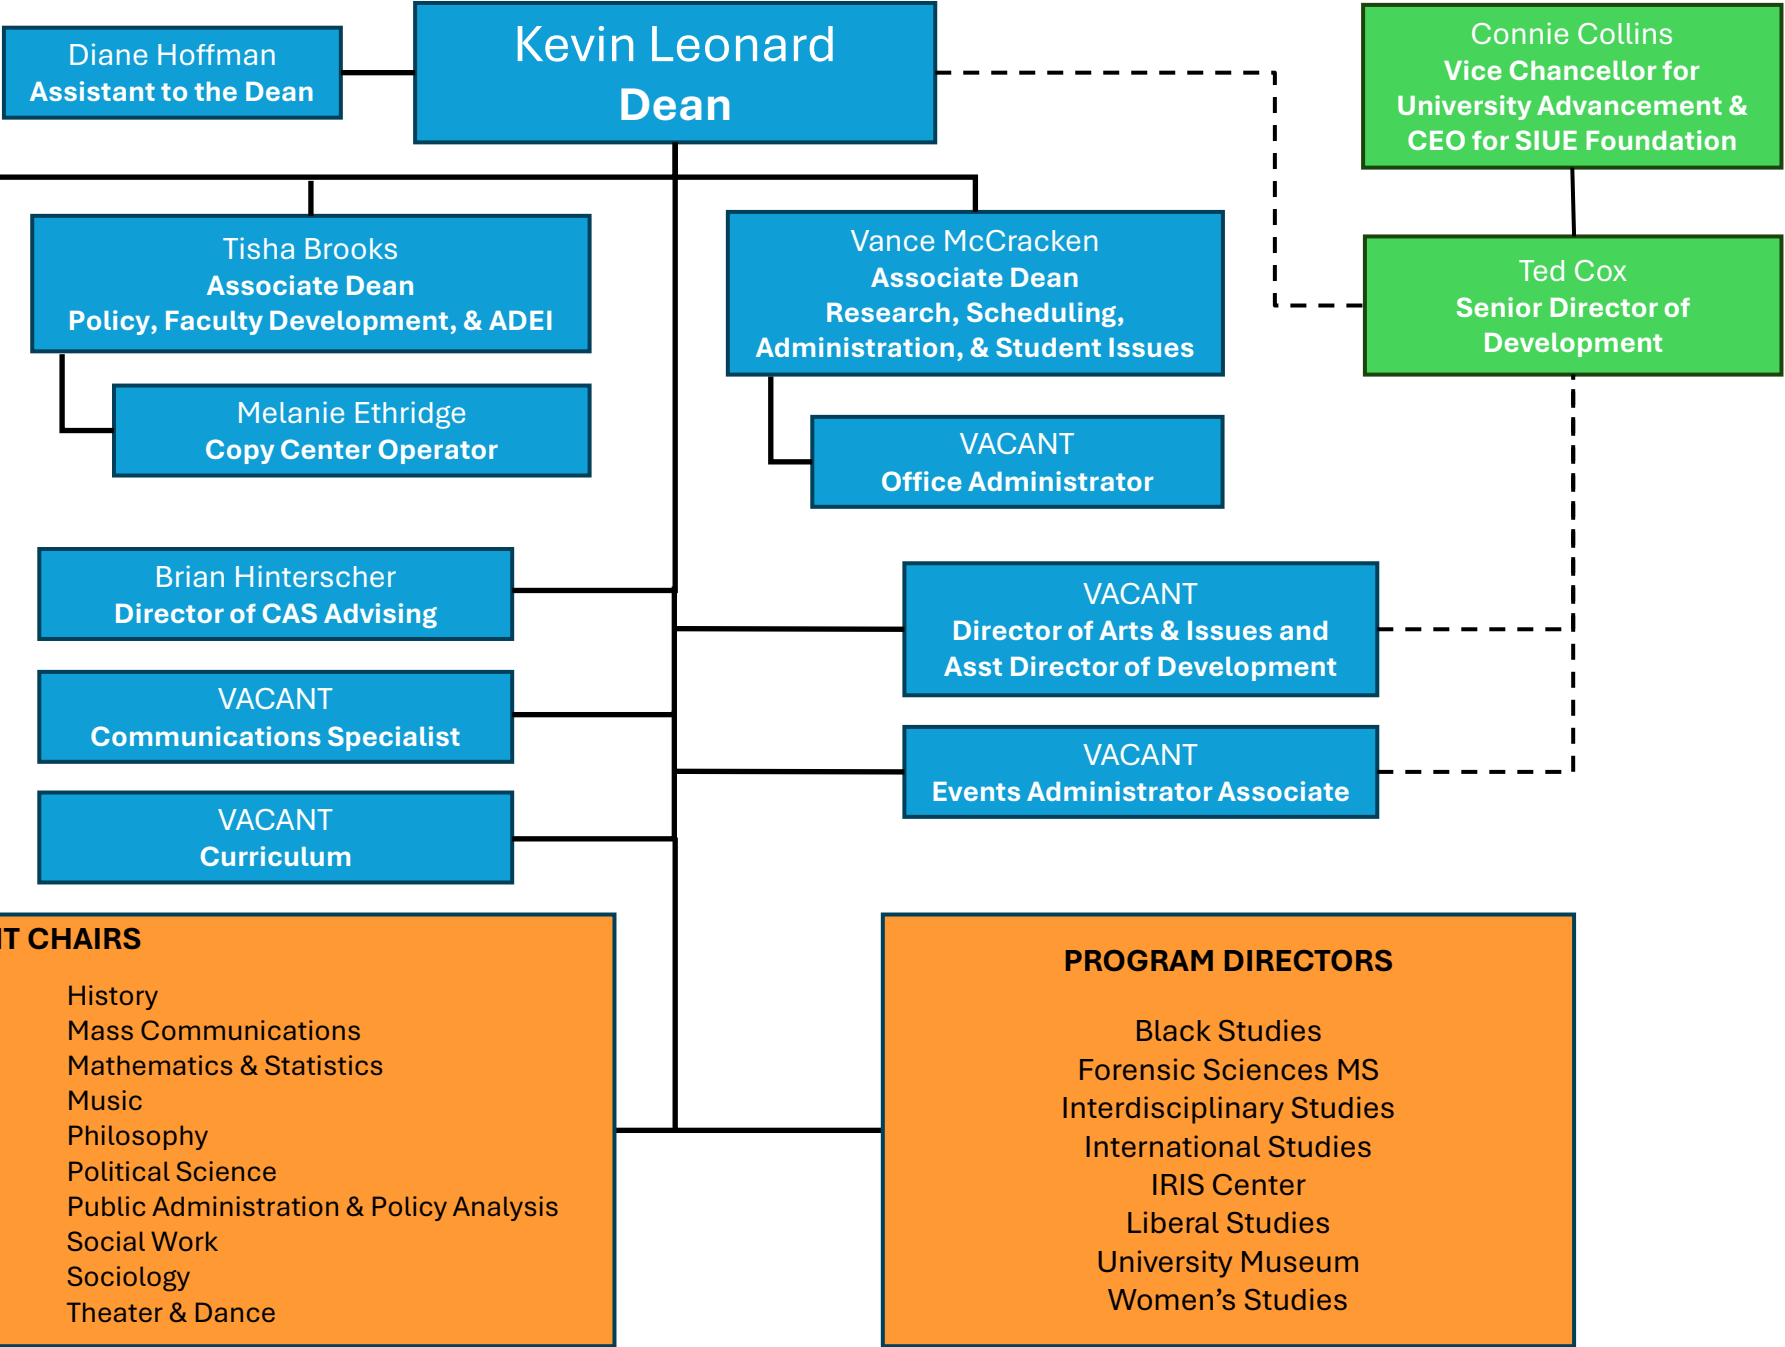 Diane Hoffman
Assistant to the Dean
Kevin Leonard
Dean
Connie Collins
Vice Chancellor for
University Advancement &
CEO for SIUE Foundation
Tisha Brooks
Associate Dean
Policy, Faculty Development, & ADEI
Vance McCracken
Associate Dean
Research, Scheduling,
Administration, & Student Issues
Ted Cox
Senior Director of
Development
Melanie Ethridge
Copy Center Operator
VACANT
Office Administrator
Brian Hinterscher
Director of CAS Advising
VACANT
Director of Arts & Issues and
Asst Director of Development
VACANT
Communications Specialist
VACANT
Events Administrator Associate
VACANT
Curriculum
T CHAIRS
History
Mass Communications
Mathematics & Statistics
Music
Philosophy
Political Science
Public Administration & Policy Analysis
Social Work
Sociology
Theater & Dance
PROGRAM DIRECTORS
Black Studies
Forensic Sciences MS
Interdisciplinary Studies
International Studies
IRIS Center
Liberal Studies
University Museum
Women’s Studies